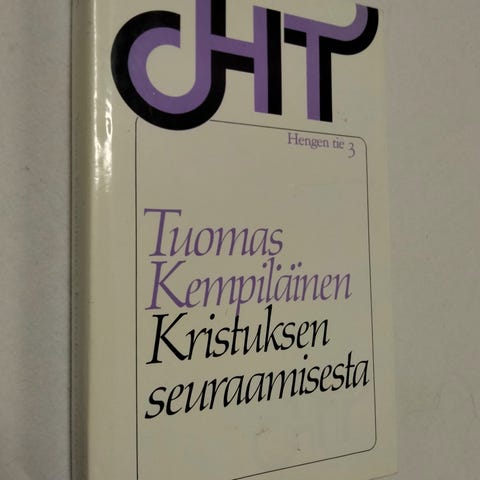 HT
Hengen tie 3
Tuomas
Kempiläinen
Kristuksen
seuraamisesta